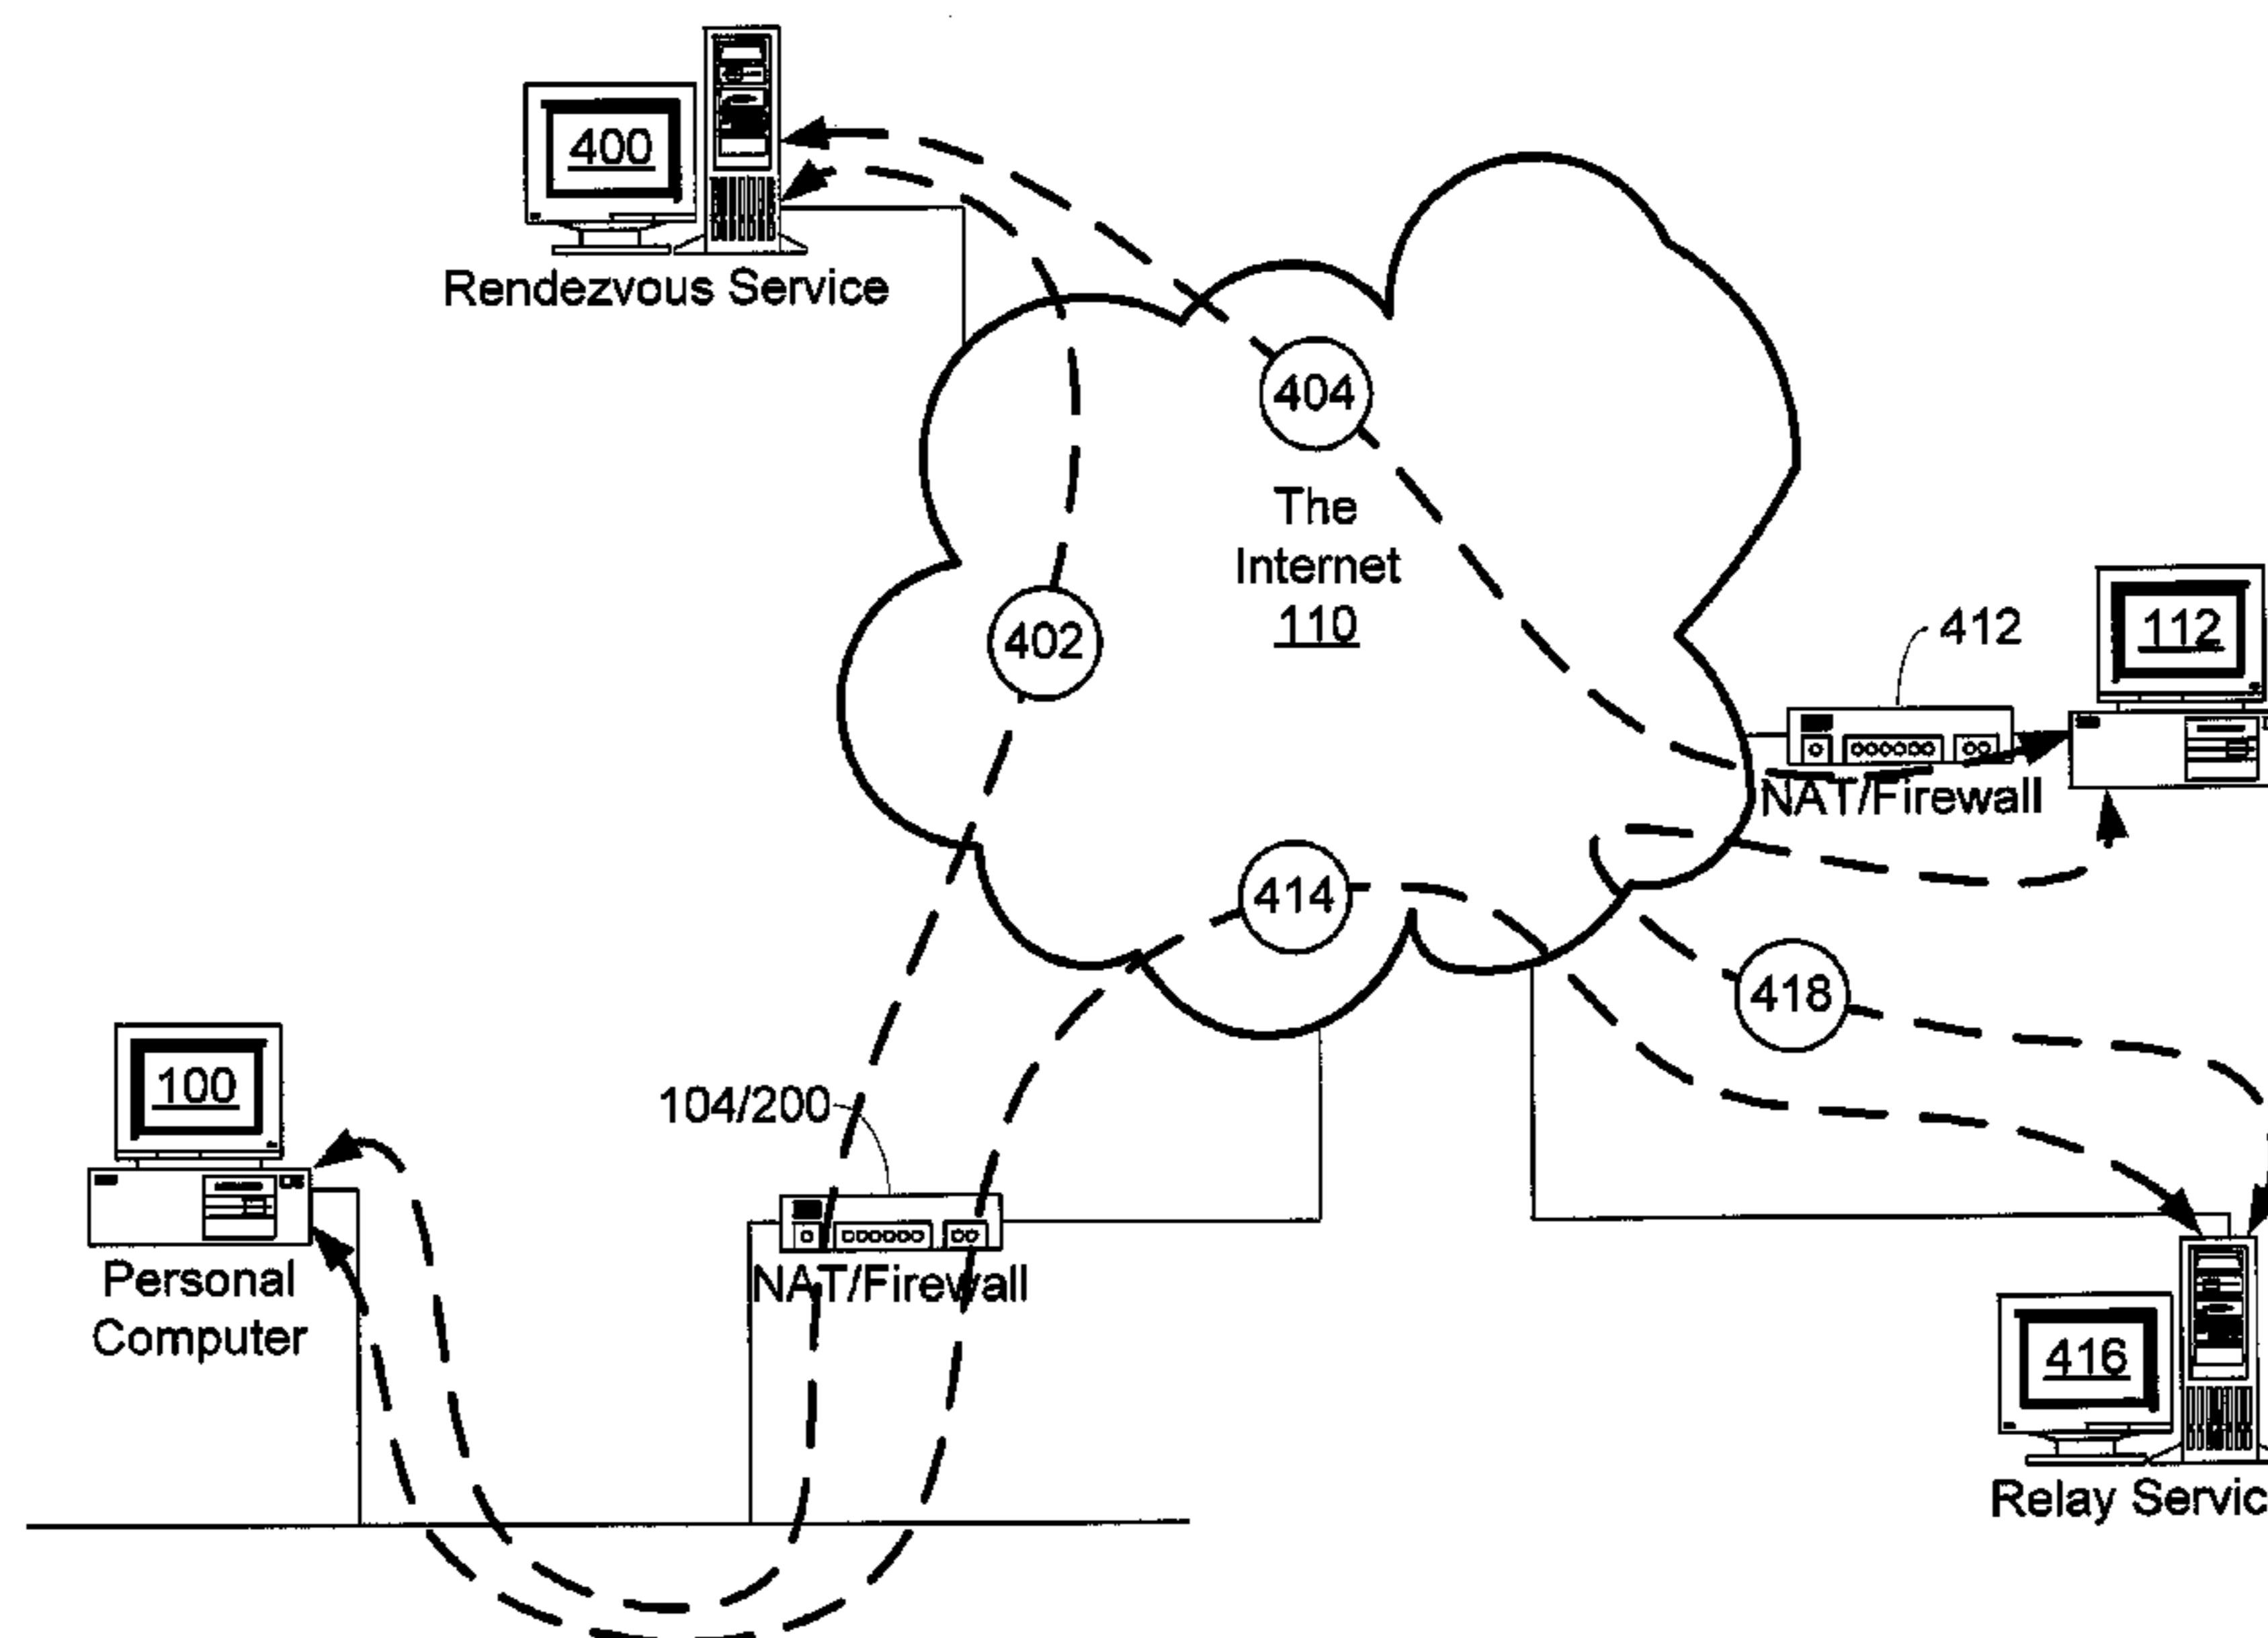 400
Rendezvous Service
404
The
Internet
110
402
412
112
NAT/Firewall
414
418
100
104/200
Personal
Computer
NAT/Firewall
416
Relay Servic